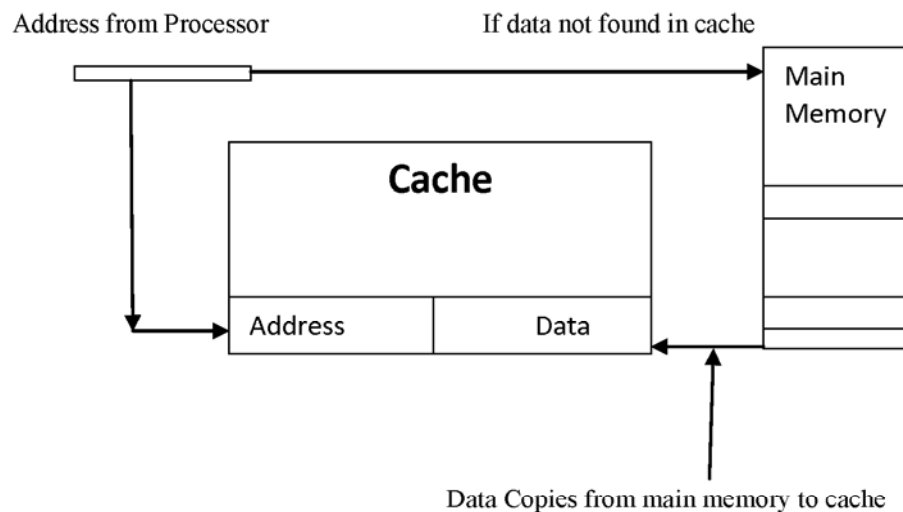 Address from Processor
If data not found in cache
Main
Memory
Cache
Address
Data
Data Copies from main memory to cache